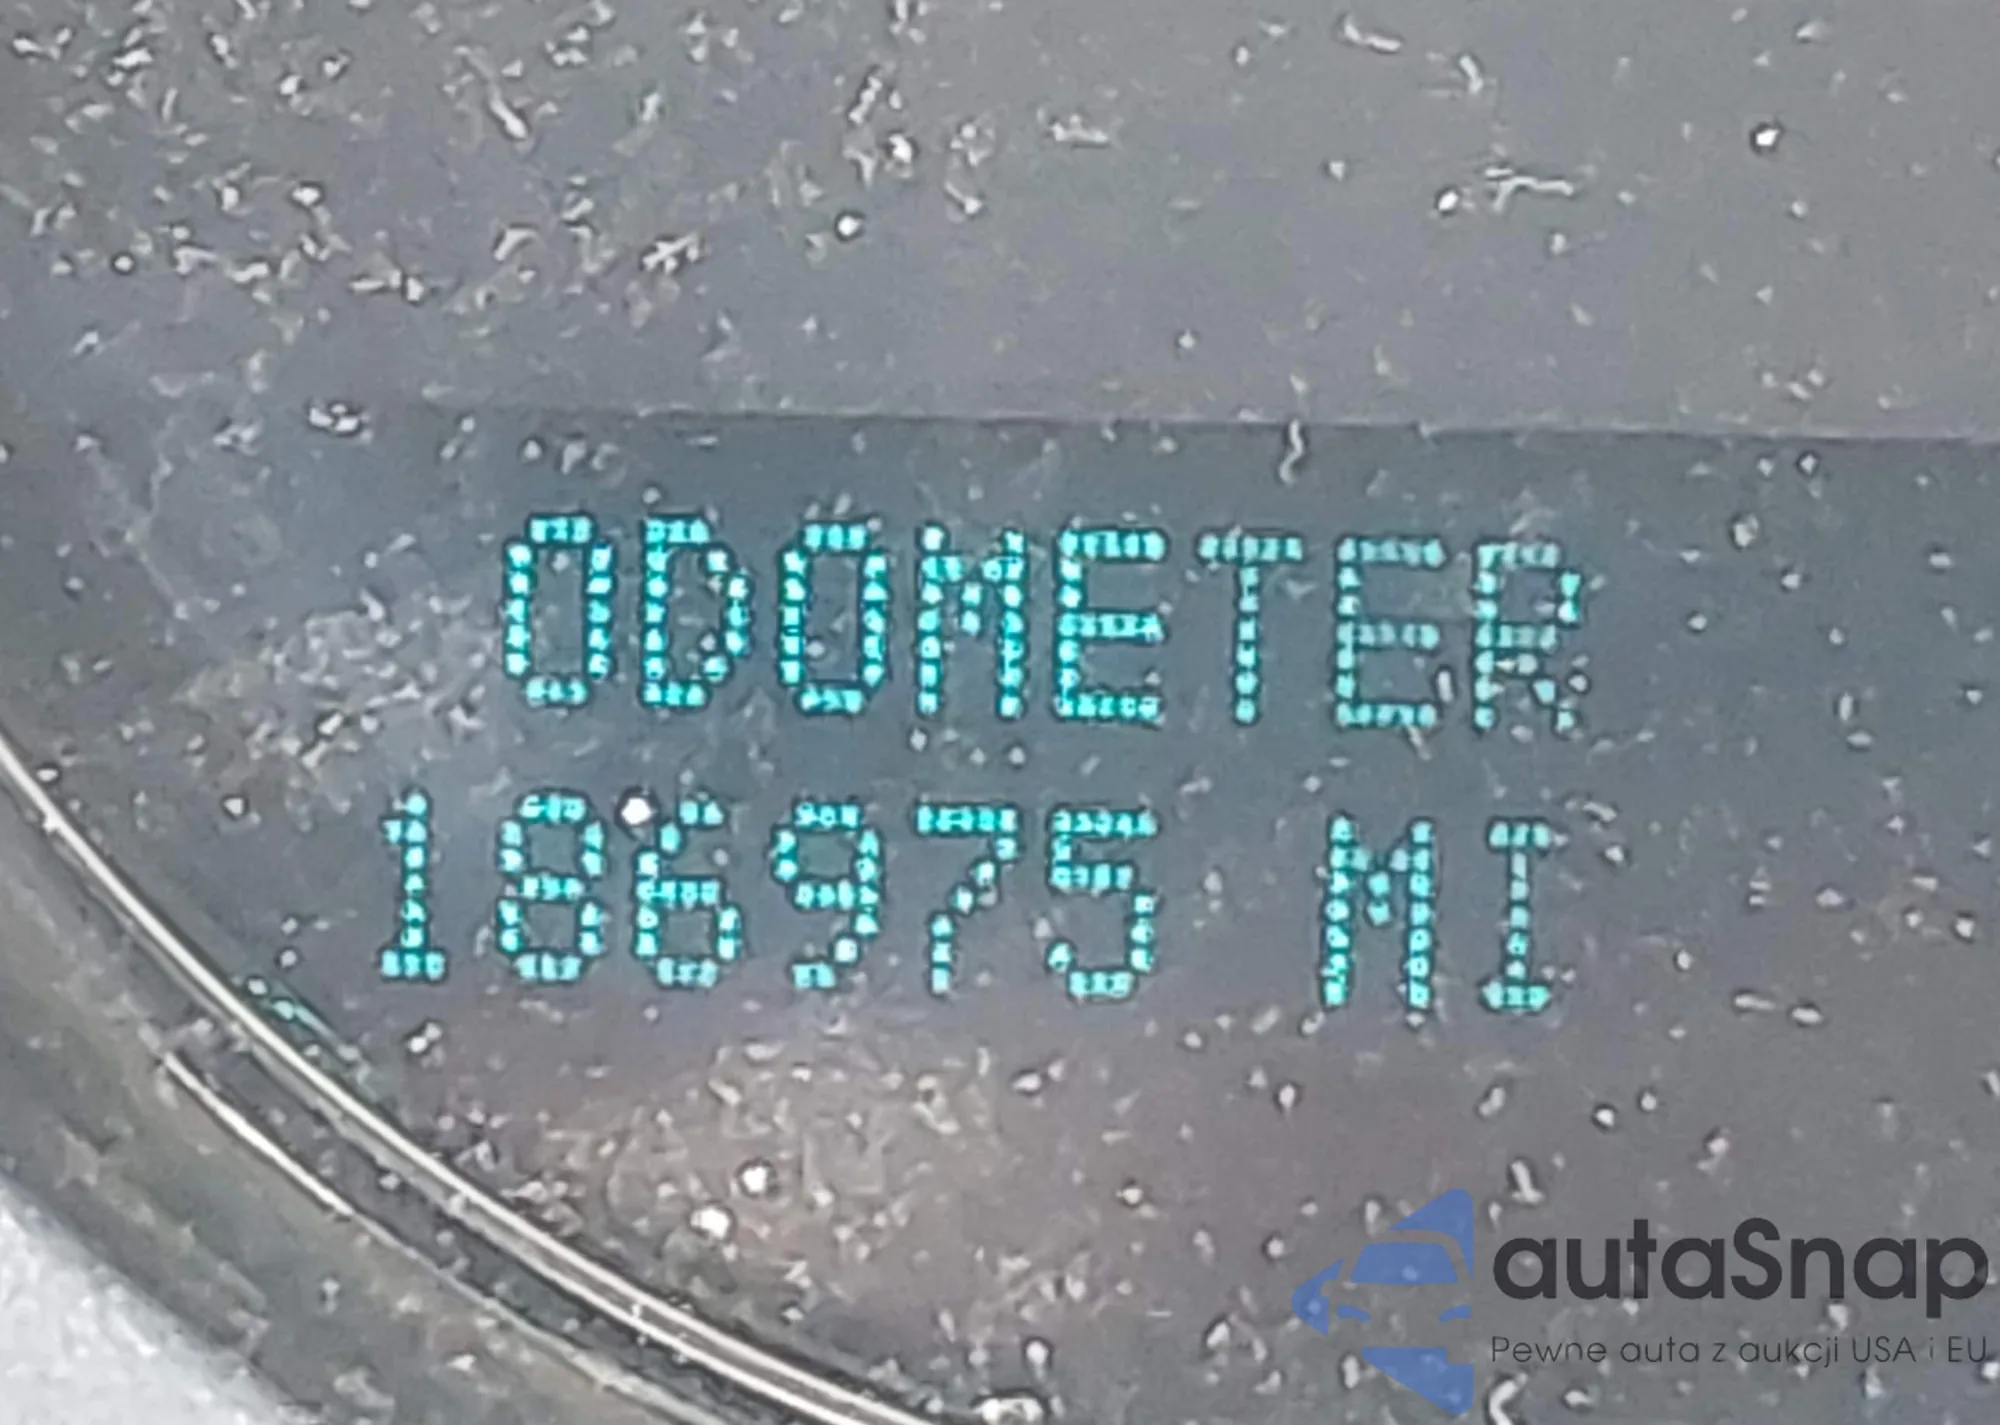 ODOMETER
186975 MI
autaSnap
Pewne auta z aukcji USA i EU